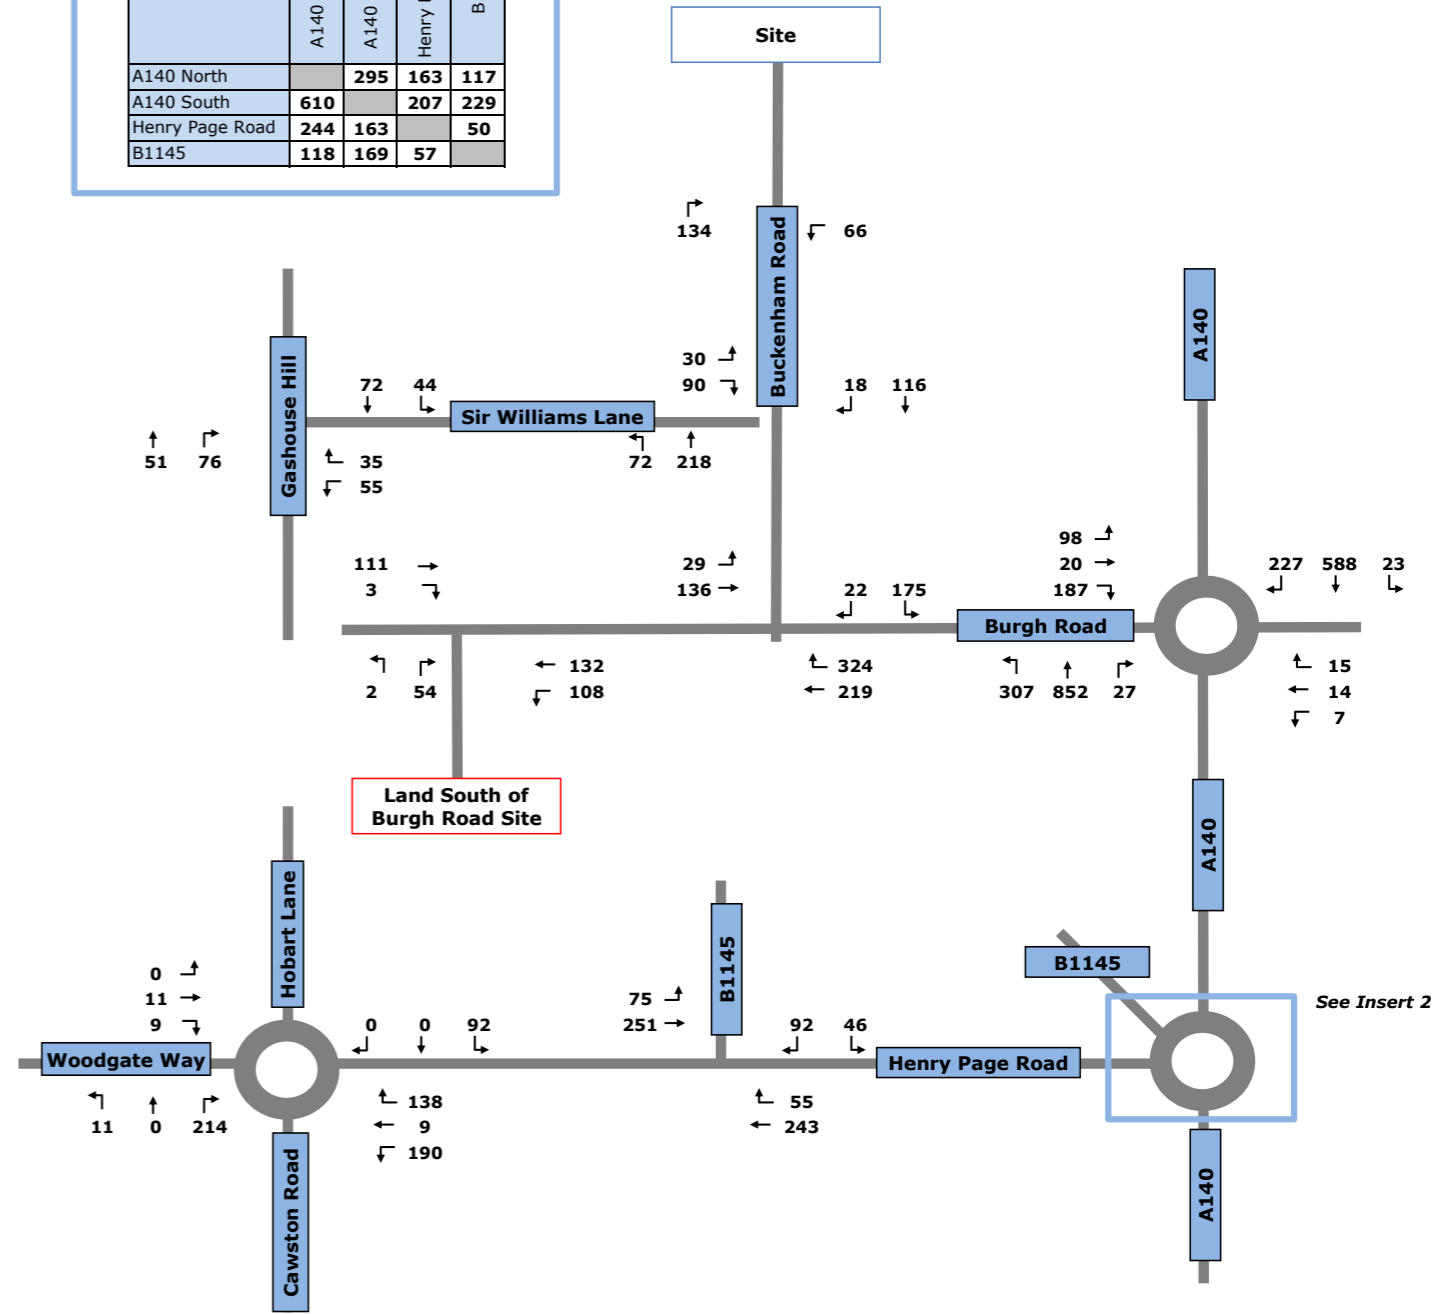 A140
A140
Henry
B
A140 North 295 163 117
A140 South 610 207 229
Henry Page Road 244 163 50
B1145 118 169 57
Site
134
66
Buckenham Road
A140
30
90
18 116
72 44
Sir Williams Lane
Gashouse Hill
51 76
35
55
72 218
98
20
187
227 588 23
111
3
29
136
22 175
Burgh Road
2 54
132
108
324
219
307 852 27
15
14
7
Land South of
Burgh Road Site
A140
Hobart Lane
B1145
B1145
See Insert 2
0
11
9
0 0 92
75
251
92 46
Woodgate Way
Henry Page Road
11 0 214
138
9
190
55
243
Cawston Road
A140